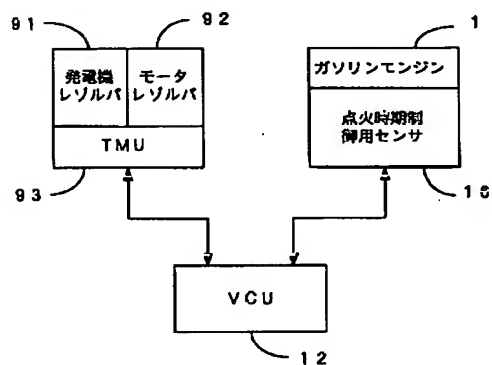 91
92
発電機
レゾルバ
モータ
レゾルバ
TMU
93
1
ガソリンエンジン
点火時期制
御用センサ
10
VCU
12